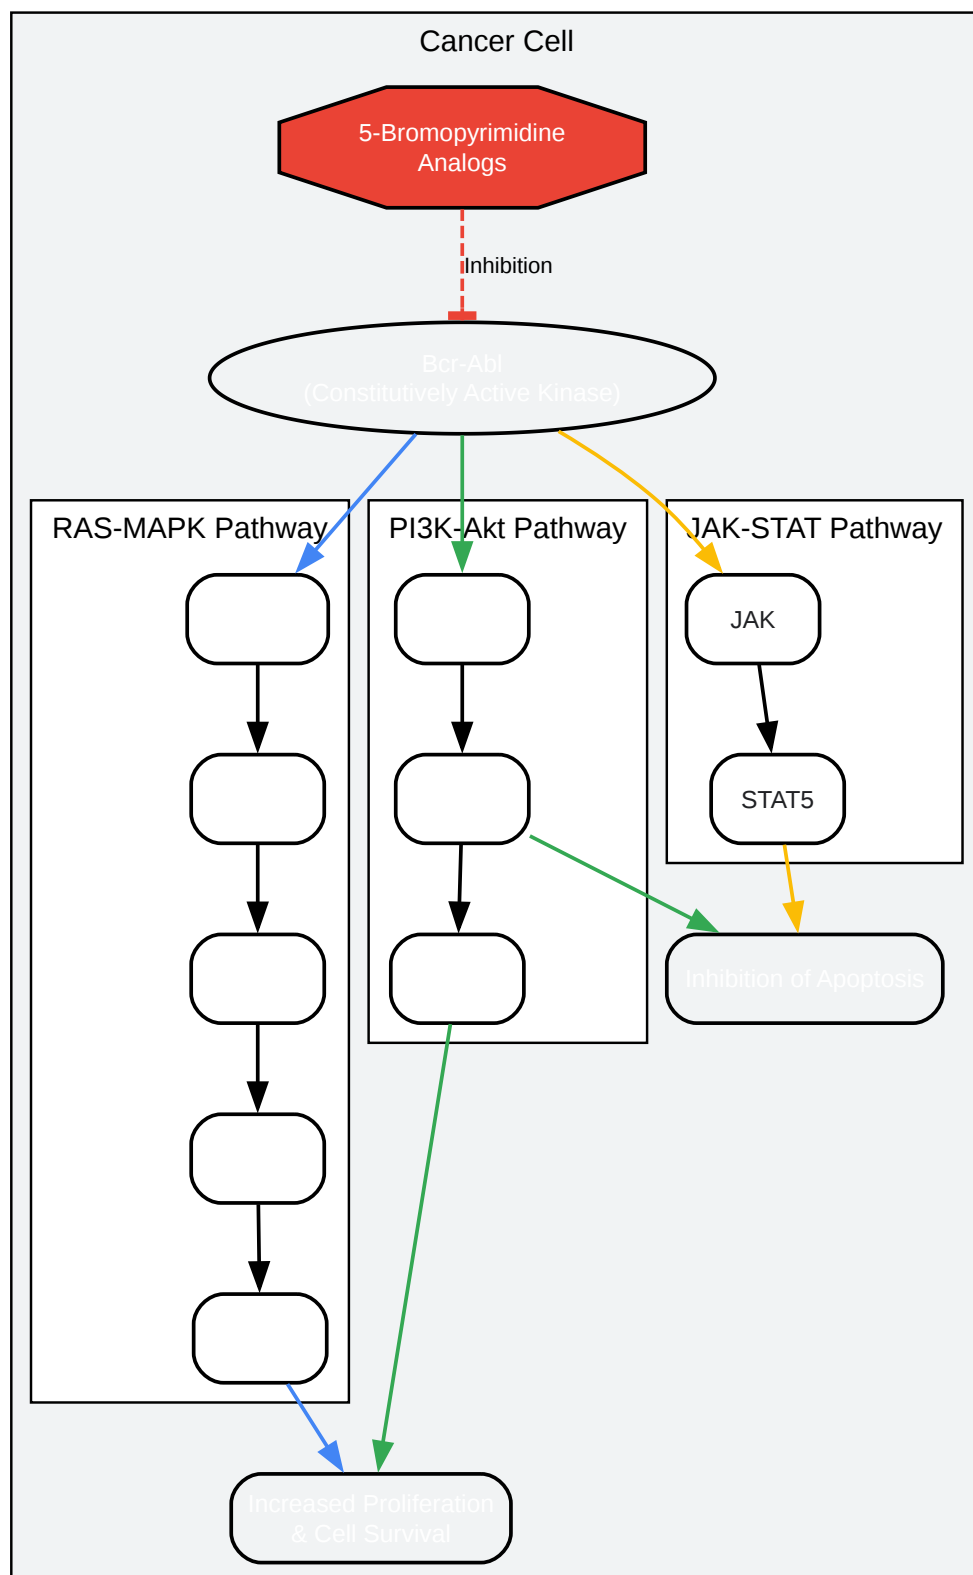 Cancer Cell
5-Bromopyrimidine
Analogs
Inhibition
Bcr-Abl
(Constitutively Active Kinase)
RAS-MAPK Pathway
PI3K-Akt Pathway
JAK-STAT Pathway
JAK
STAT5
Inhibition of Apoptosis
Increased Proliferation
& Cell Survival